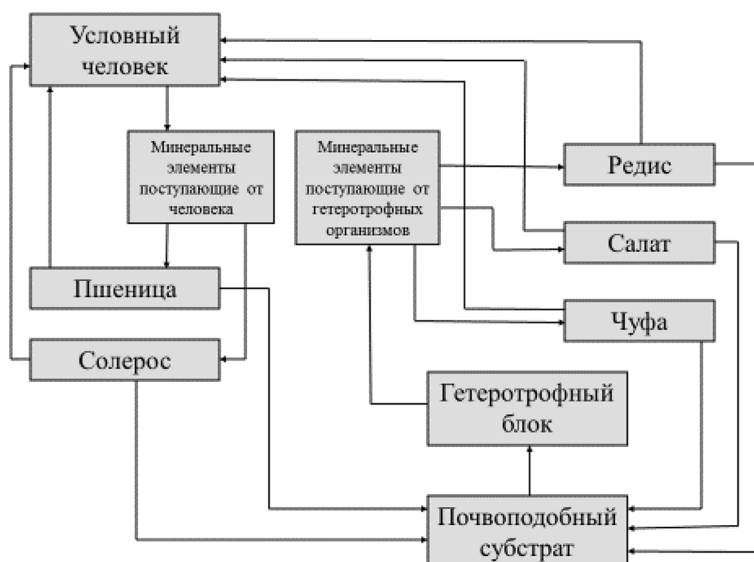 Условный
человек
Минеральные
элементы
поступающие от
человека
Минеральные
элементы
поступающие от
гетеротрофных
организмов
Редис
Салат
Пшеница
Чуфа
Солерос
Гетеротрофный
блок
Почвоподобный
субстрат